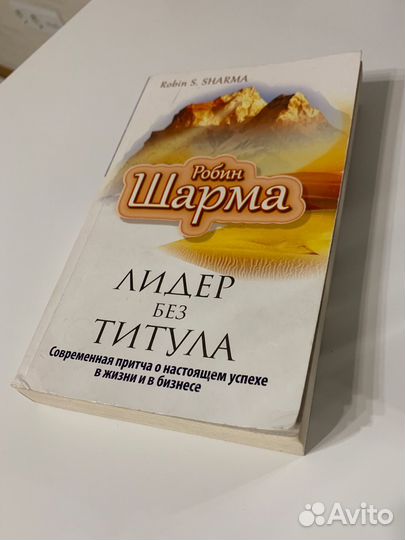 Robin S. SHARMA
Робин
Шарма
ЛИДЕР
БЕЗ
ТИТУЛА
Современная притча о настоящем успехе
в жизни и в бизнесе
Avito